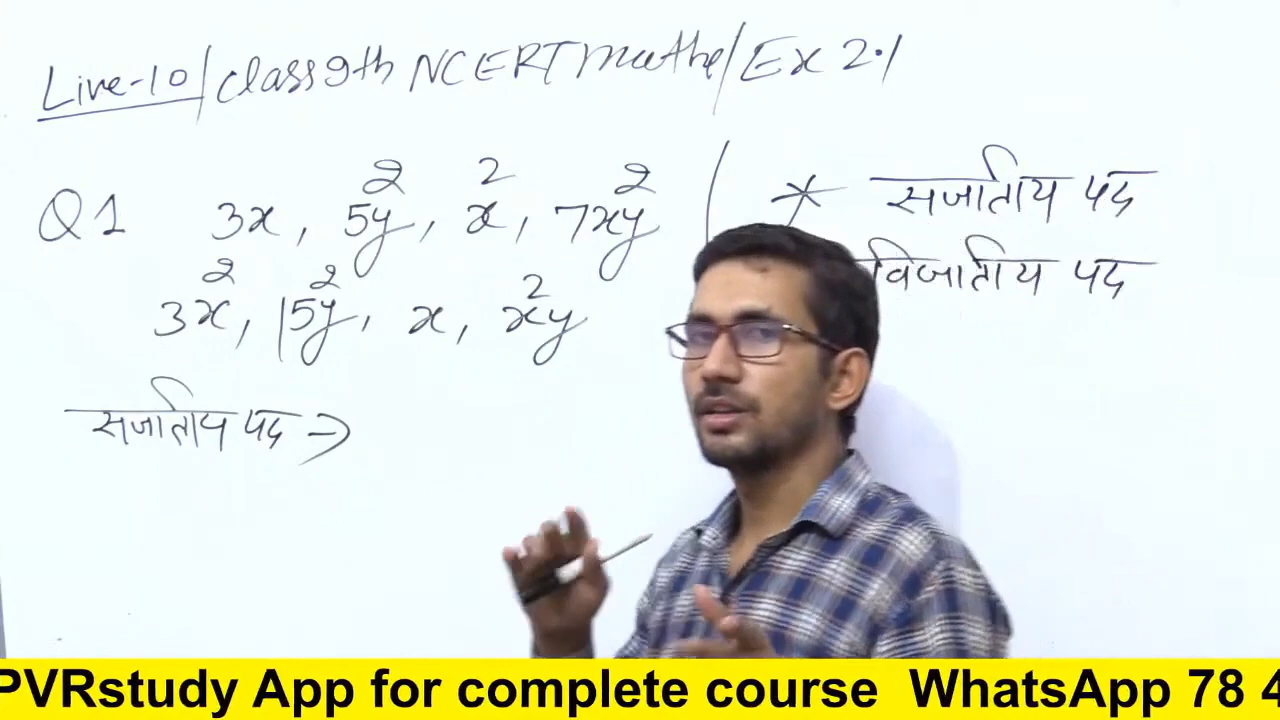 Live-10/class 9th NCERT maths/Ex 2.1
Q1 3x, 5y², x², 7xy²
3x², 15y², x, x²y
सजातीय पद →
* सजातीय पद
विजातीय पद
PVRstudy App for complete course WhatsApp 78 4